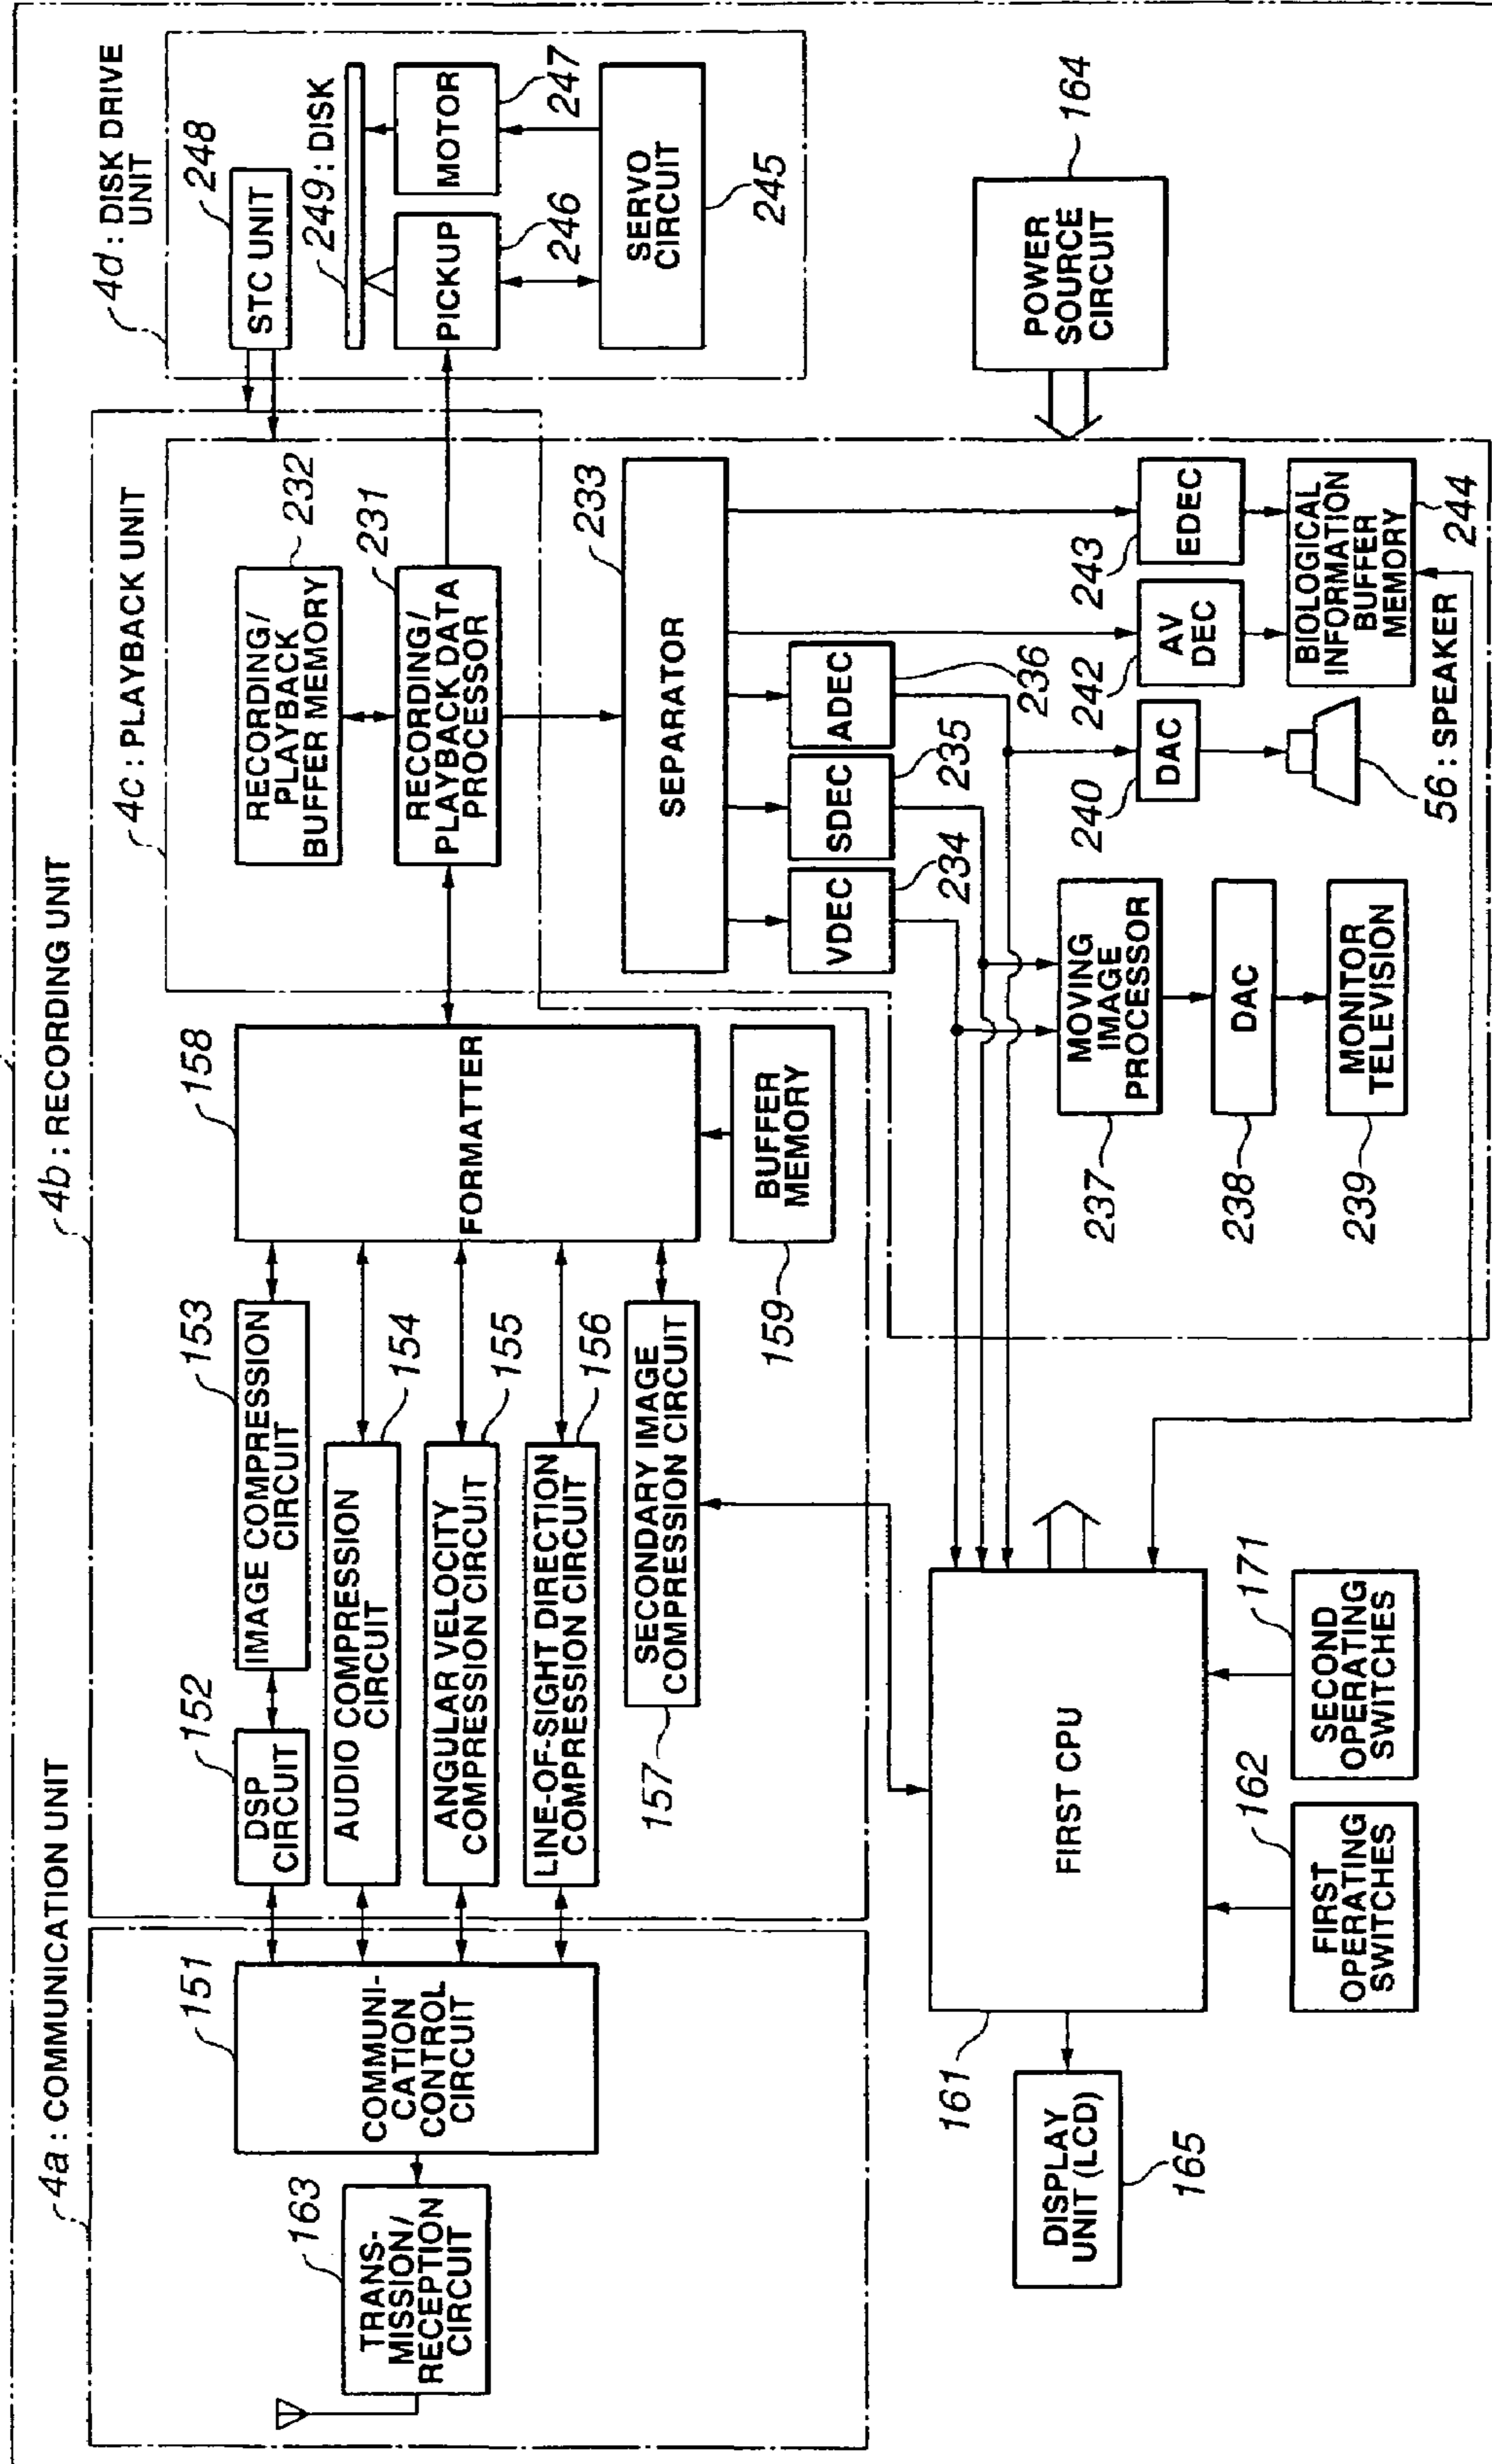 4a: COMMUNICATION UNIT
163
TRANS-
MISSION/
RECEPTION
CIRCUIT
151
COMMUNI-
CATION
CONTROL
CIRCUIT
4b: RECORDING UNIT
152
DSP
CIRCUIT
153
IMAGE COMPRESSION
CIRCUIT
AUDIO COMPRESSION
CIRCUIT
154
ANGULAR VELOCITY
COMPRESSION CIRCUIT
155
LINE-OF-SIGHT DIRECTION
COMPRESSION CIRCUIT
156
SECONDARY IMAGE
COMPRESSION CIRCUIT
157
158
FORMATTER
BUFFER
MEMORY
159
4c: PLAYBACK UNIT
RECORDING/
PLAYBACK
BUFFER MEMORY
232
RECORDING/
PLAYBACK DATA
PROCESSOR
231
SEPARATOR
233
VDEC
234
SDEC
235
ADEC
236
MOVING
IMAGE
PROCESSOR
237
DAC
238
MONITOR
TELEVISION
239
240
DAC
56: SPEAKER
242
AV
DEC
243
EDEC
BIOLOGICAL
INFORMATION
BUFFER
MEMORY
244
4d: DISK DRIVE
UNIT
STC UNIT
248
249: DISK
PICKUP
246
MOTOR
247
SERVO
CIRCUIT
245
POWER
SOURCE
CIRCUIT
164
FIRST CPU
161
DISPLAY
UNIT (LCD)
165
162
FIRST
OPERATING
SWITCHES
171
SECOND
OPERATING
SWITCHES